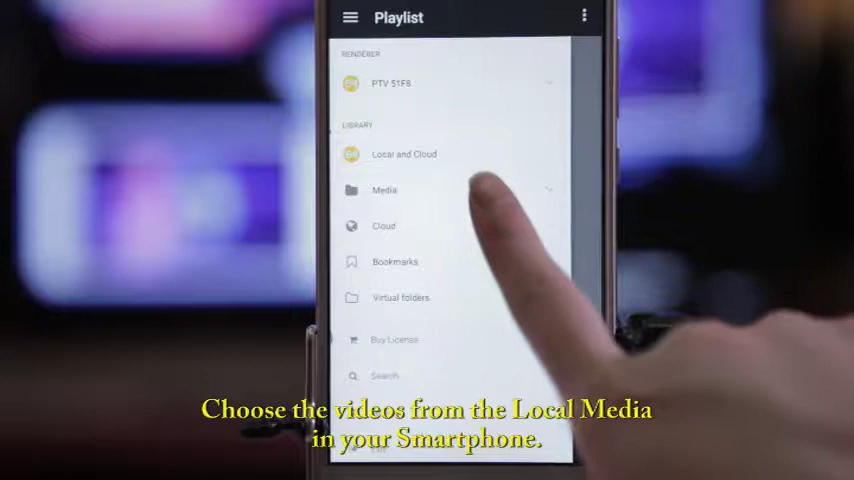 Playlist
RENDERER
PTV 51F8
LIBRARY
Local and Cloud
Media
Cloud
Bookmarks
Virtual folders
Buy License
Search
Choose the videos from the Local Media
in your Smartphone.
Exit